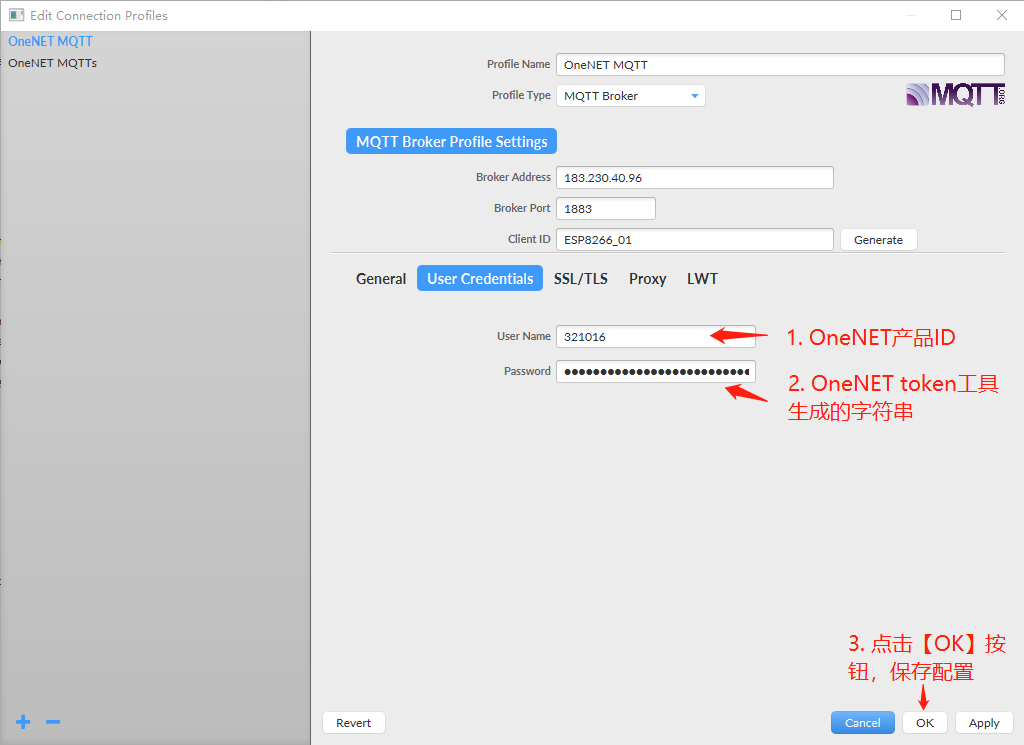 Edit Connection Profiles
OneNET MQTT
OneNET MQTTs
Profile Name OneNET MQTT
Profile Type MQTT Broker
MQTT.ORG
MQTT Broker Profile Settings
Broker Address 183.230.40.96
Broker Port 1883
Client ID ESP8266_01 Generate
General User Credentials SSL/TLS Proxy LWT
User Name 321016
1. OneNET产品ID
Password ●●●●●●●●●●●●●●●●●●●●●●●●●●
2. OneNET token工具
生成的字符串
3. 点击【OK】按
钮，保存配置
Revert Cancel OK Apply